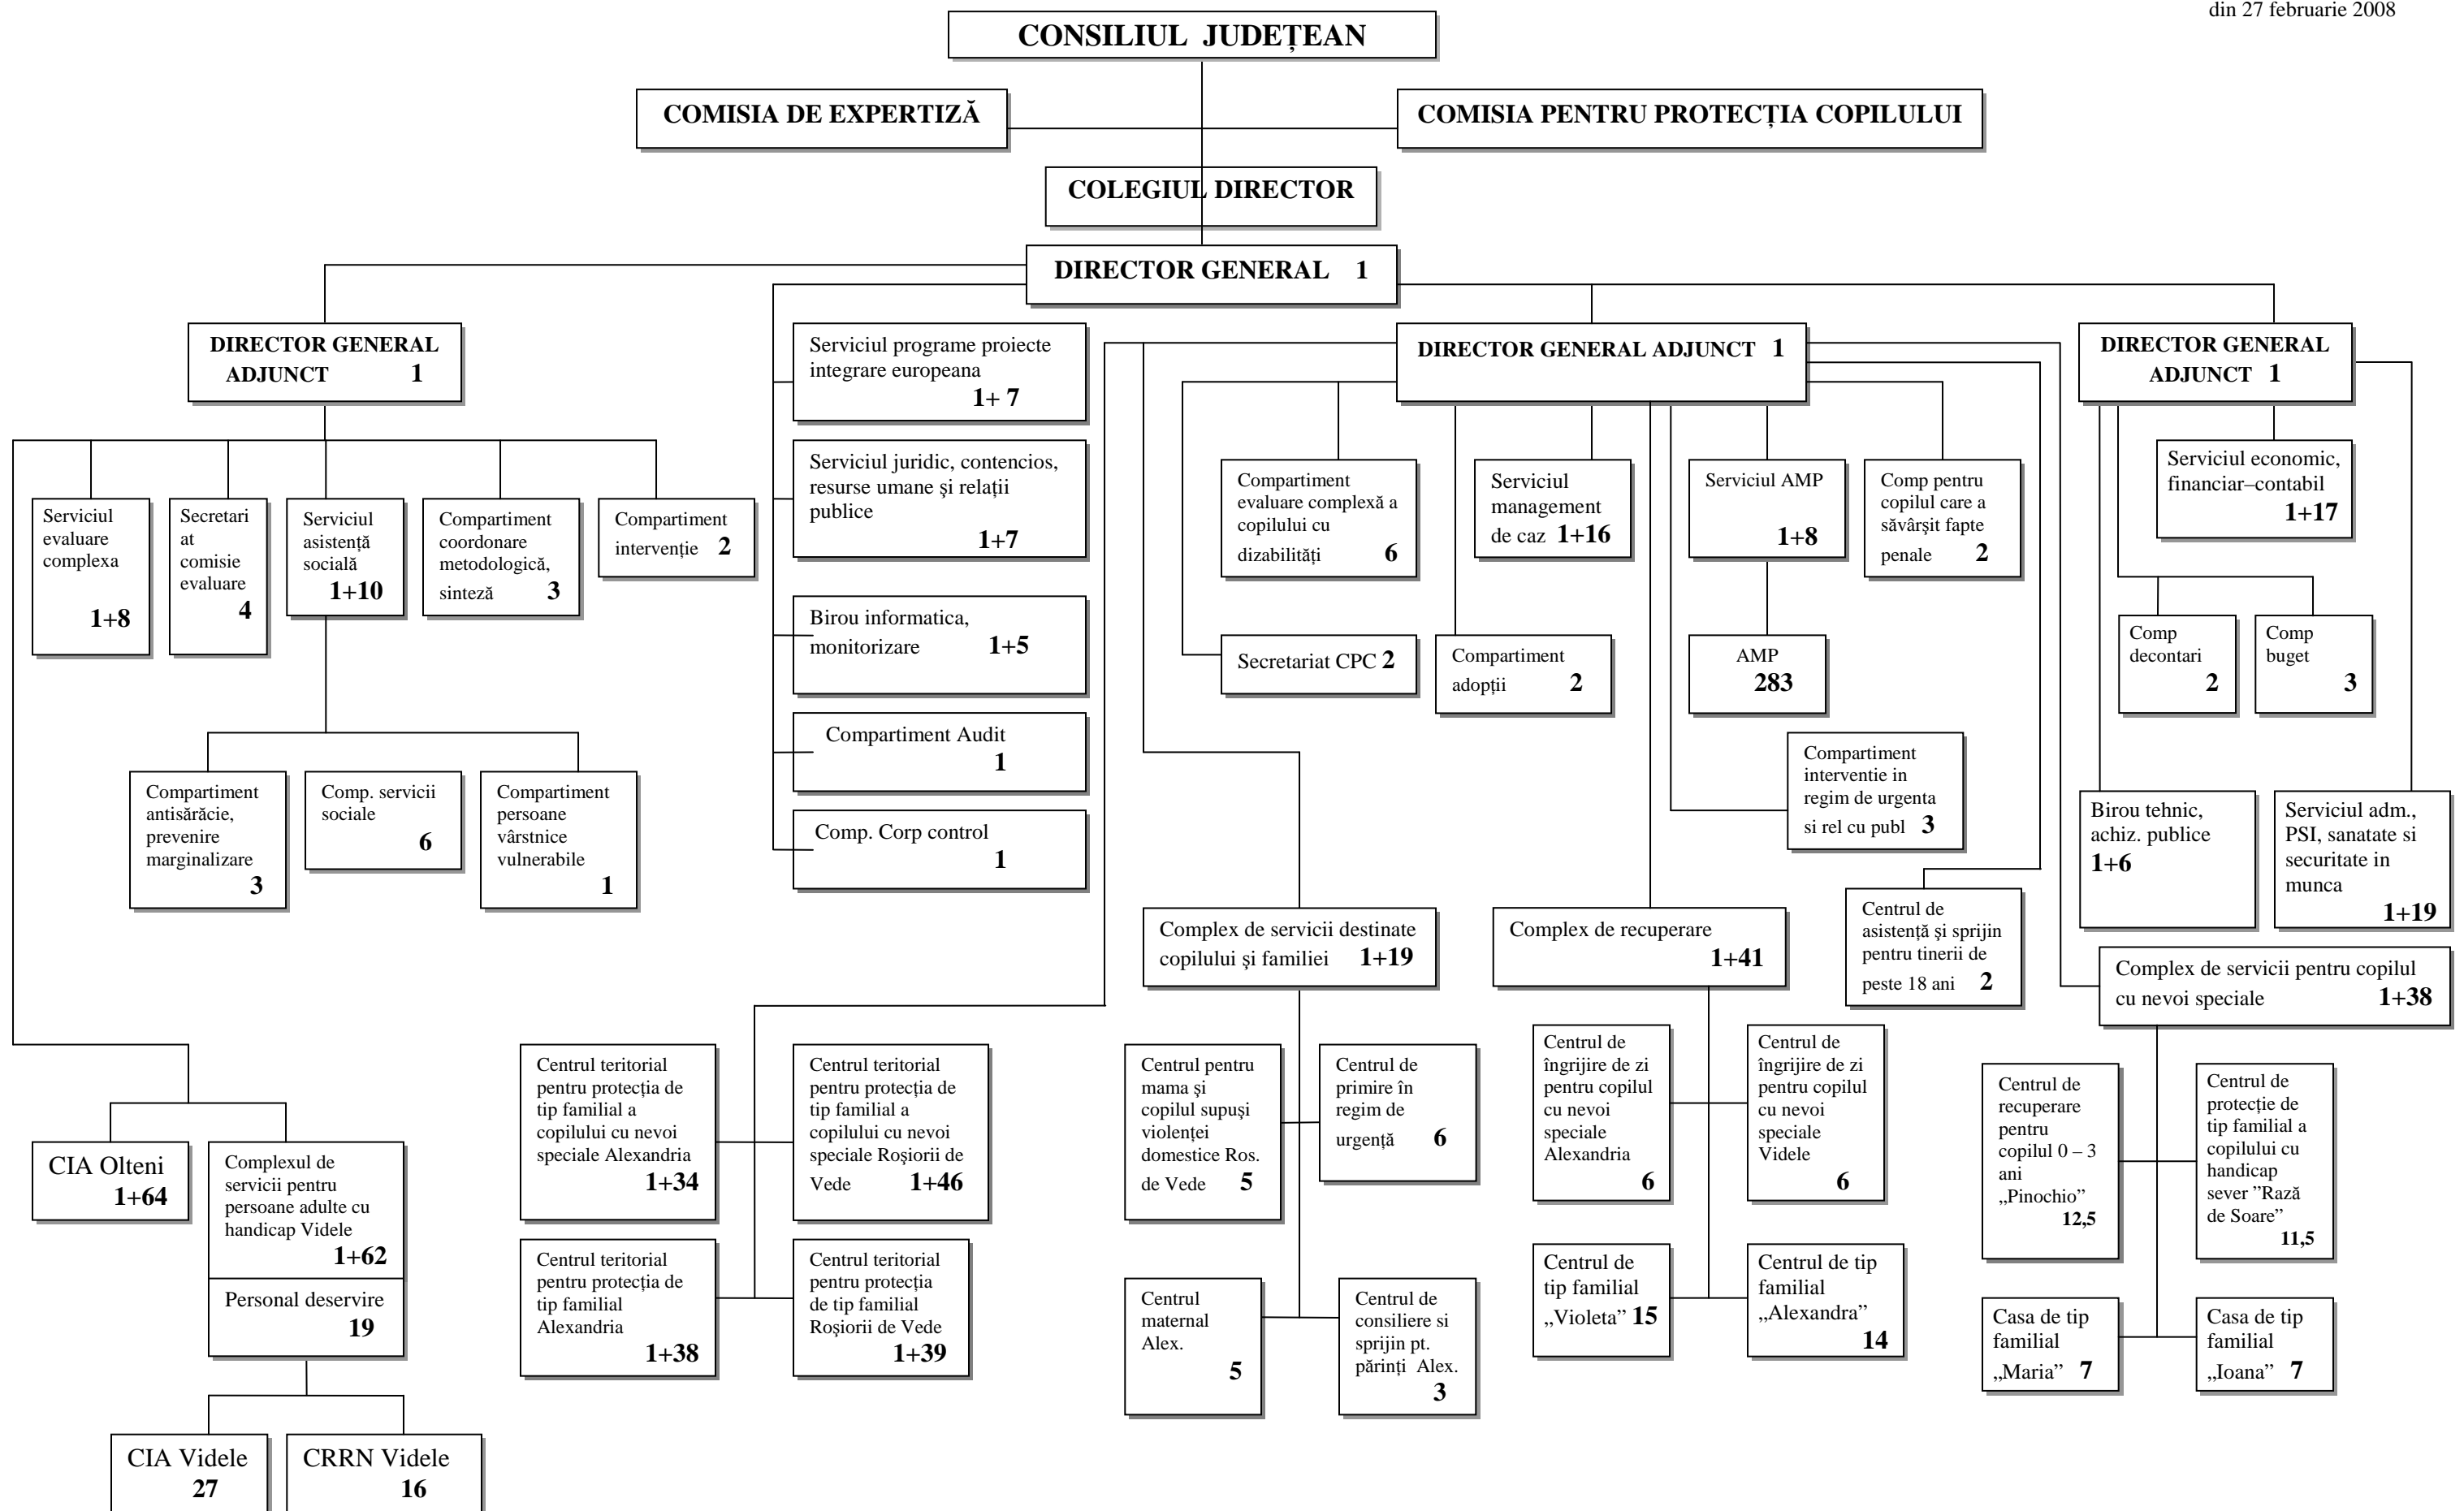 din 27 februarie 2008
CONSILIUL JUDEȚEAN
COMISIA DE EXPERTIZĂ
COMISIA PENTRU PROTECȚIA COPILULUI
COLEGIUL DIRECTOR
DIRECTOR GENERAL 1
DIRECTOR GENERAL
ADJUNCT 1
Serviciul programe proiecte
integrare europeana
1+ 7
DIRECTOR GENERAL ADJUNCT 1
DIRECTOR GENERAL
ADJUNCT 1
Serviciul
evaluare
complexa
1+8
Secretari
at
comisie
evaluare
4
Serviciul
asistență
socială
1+10
Compartiment
coordonare
metodologică,
sinteză 3
Compartiment
intervenție 2
Serviciul juridic, contencios,
resurse umane și relații
publice
1+7
Birou informatica,
monitorizare 1+5
Compartiment Audit
1
Comp. Corp control
1
Compartiment
evaluare complexă a
copilului cu
dizabilități 6
Serviciul
management
de caz 1+16
Serviciul AMP
1+8
Comp pentru
copilul care a
săvârșit fapte
penale 2
Serviciul economic,
financiar–contabil
1+17
Secretariat CPC 2
Compartiment
adopții 2
AMP
283
Comp
decontari
2
Comp
buget
3
Compartiment
antisărăcie,
prevenire
marginalizare
3
Comp. servicii
sociale
6
Compartiment
persoane
vârstnice
vulnerabile
1
Compartiment
interventie in
regim de urgenta
si rel cu publ 3
Birou tehnic,
achiz. publice
1+6
Serviciul adm.,
PSI, sanatate si
securitate in
munca
1+19
Complex de servicii destinate
copilului și familiei 1+19
Complex de recuperare
1+41
Centrul de
asistență și sprijin
pentru tinerii de
peste 18 ani 2
Complex de servicii pentru copilul
cu nevoi speciale 1+38
CIA Olteni
1+64
Complexul de
servicii pentru
persoane adulte cu
handicap Videle
1+62
Personal deservire
19
Centrul teritorial
pentru protecția de
tip familial a
copilului cu nevoi
speciale Alexandria
1+34
Centrul teritorial
pentru protecția de
tip familial a
copilului cu nevoi
speciale Roșiorii de
Vede 1+46
Centrul teritorial
pentru protecția de
tip familial
Alexandria
1+38
Centrul teritorial
pentru protecția
de tip familial
Roșiorii de Vede
1+39
Centrul pentru
mama și
copilul supuși
violenței
domestice Ros.
de Vede 5
Centrul de
primire în
regim de
urgență 6
Centrul
maternal
Alex.
5
Centrul de
consiliere si
sprijin pt.
părinți Alex.
3
Centrul de
îngrijire de zi
pentru copilul
cu nevoi
speciale
Alexandria
6
Centrul de
îngrijire de zi
pentru copilul
cu nevoi
speciale
Videle
6
Centrul de
tip familial
„Violeta” 15
Centrul de tip
familial
„Alexandra”
14
Centrul de
recuperare
pentru
copilul 0 – 3
ani
„Pinochio”
12,5
Centrul de
protecție de
tip familial a
copilului cu
handicap
sever ”Rază
de Soare”
11,5
Casa de tip
familial
„Maria” 7
Casa de tip
familial
„Ioana” 7
CIA Videle
27
CRRN Videle
16